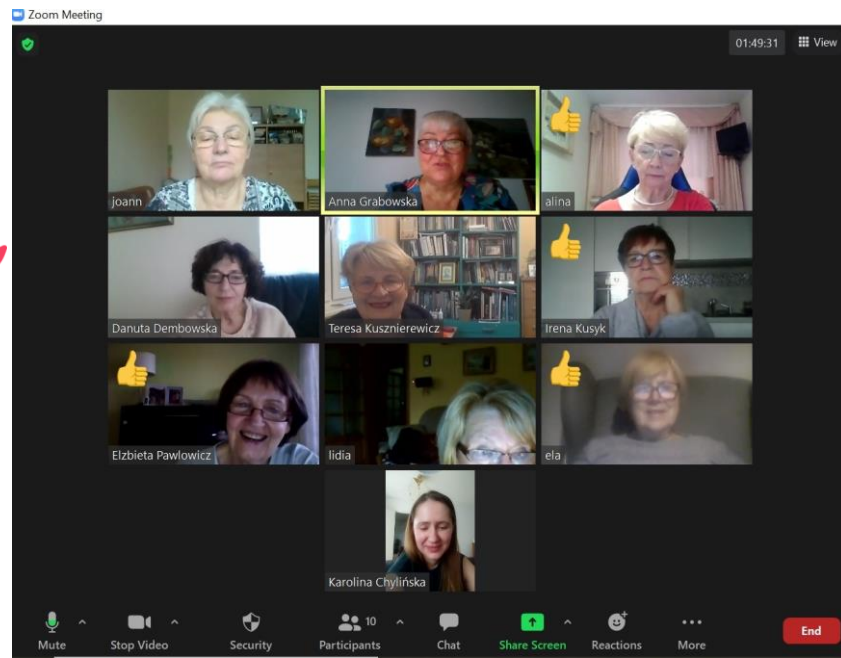 Zoom Meeting
01:49:31 View
joann
Anna Grabowska
alina
Danuta Dembowska
Teresa Kusznierewicz
Irena Kusyk
Elzbieta Pawlowicz
lidia
ela
Karolina Chylińska
10
Mute
Stop Video
Security
Participants
Chat
Share Screen
Reactions
More
End